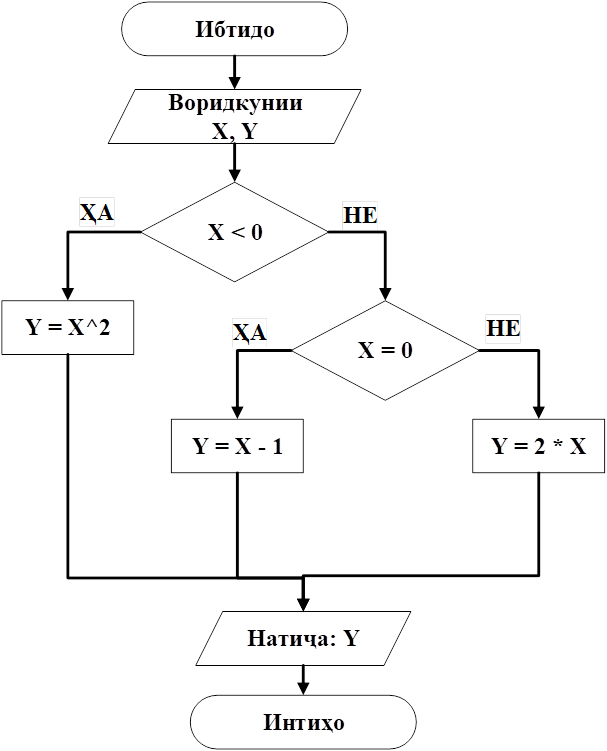 Ибтидо
Воридкунии
X, Y
ҲА
X < 0
НЕ
Y = X^2
ҲА
X = 0
НЕ
Y = X - 1
Y = 2 * X
Натиҷа: Y
Интиҳо